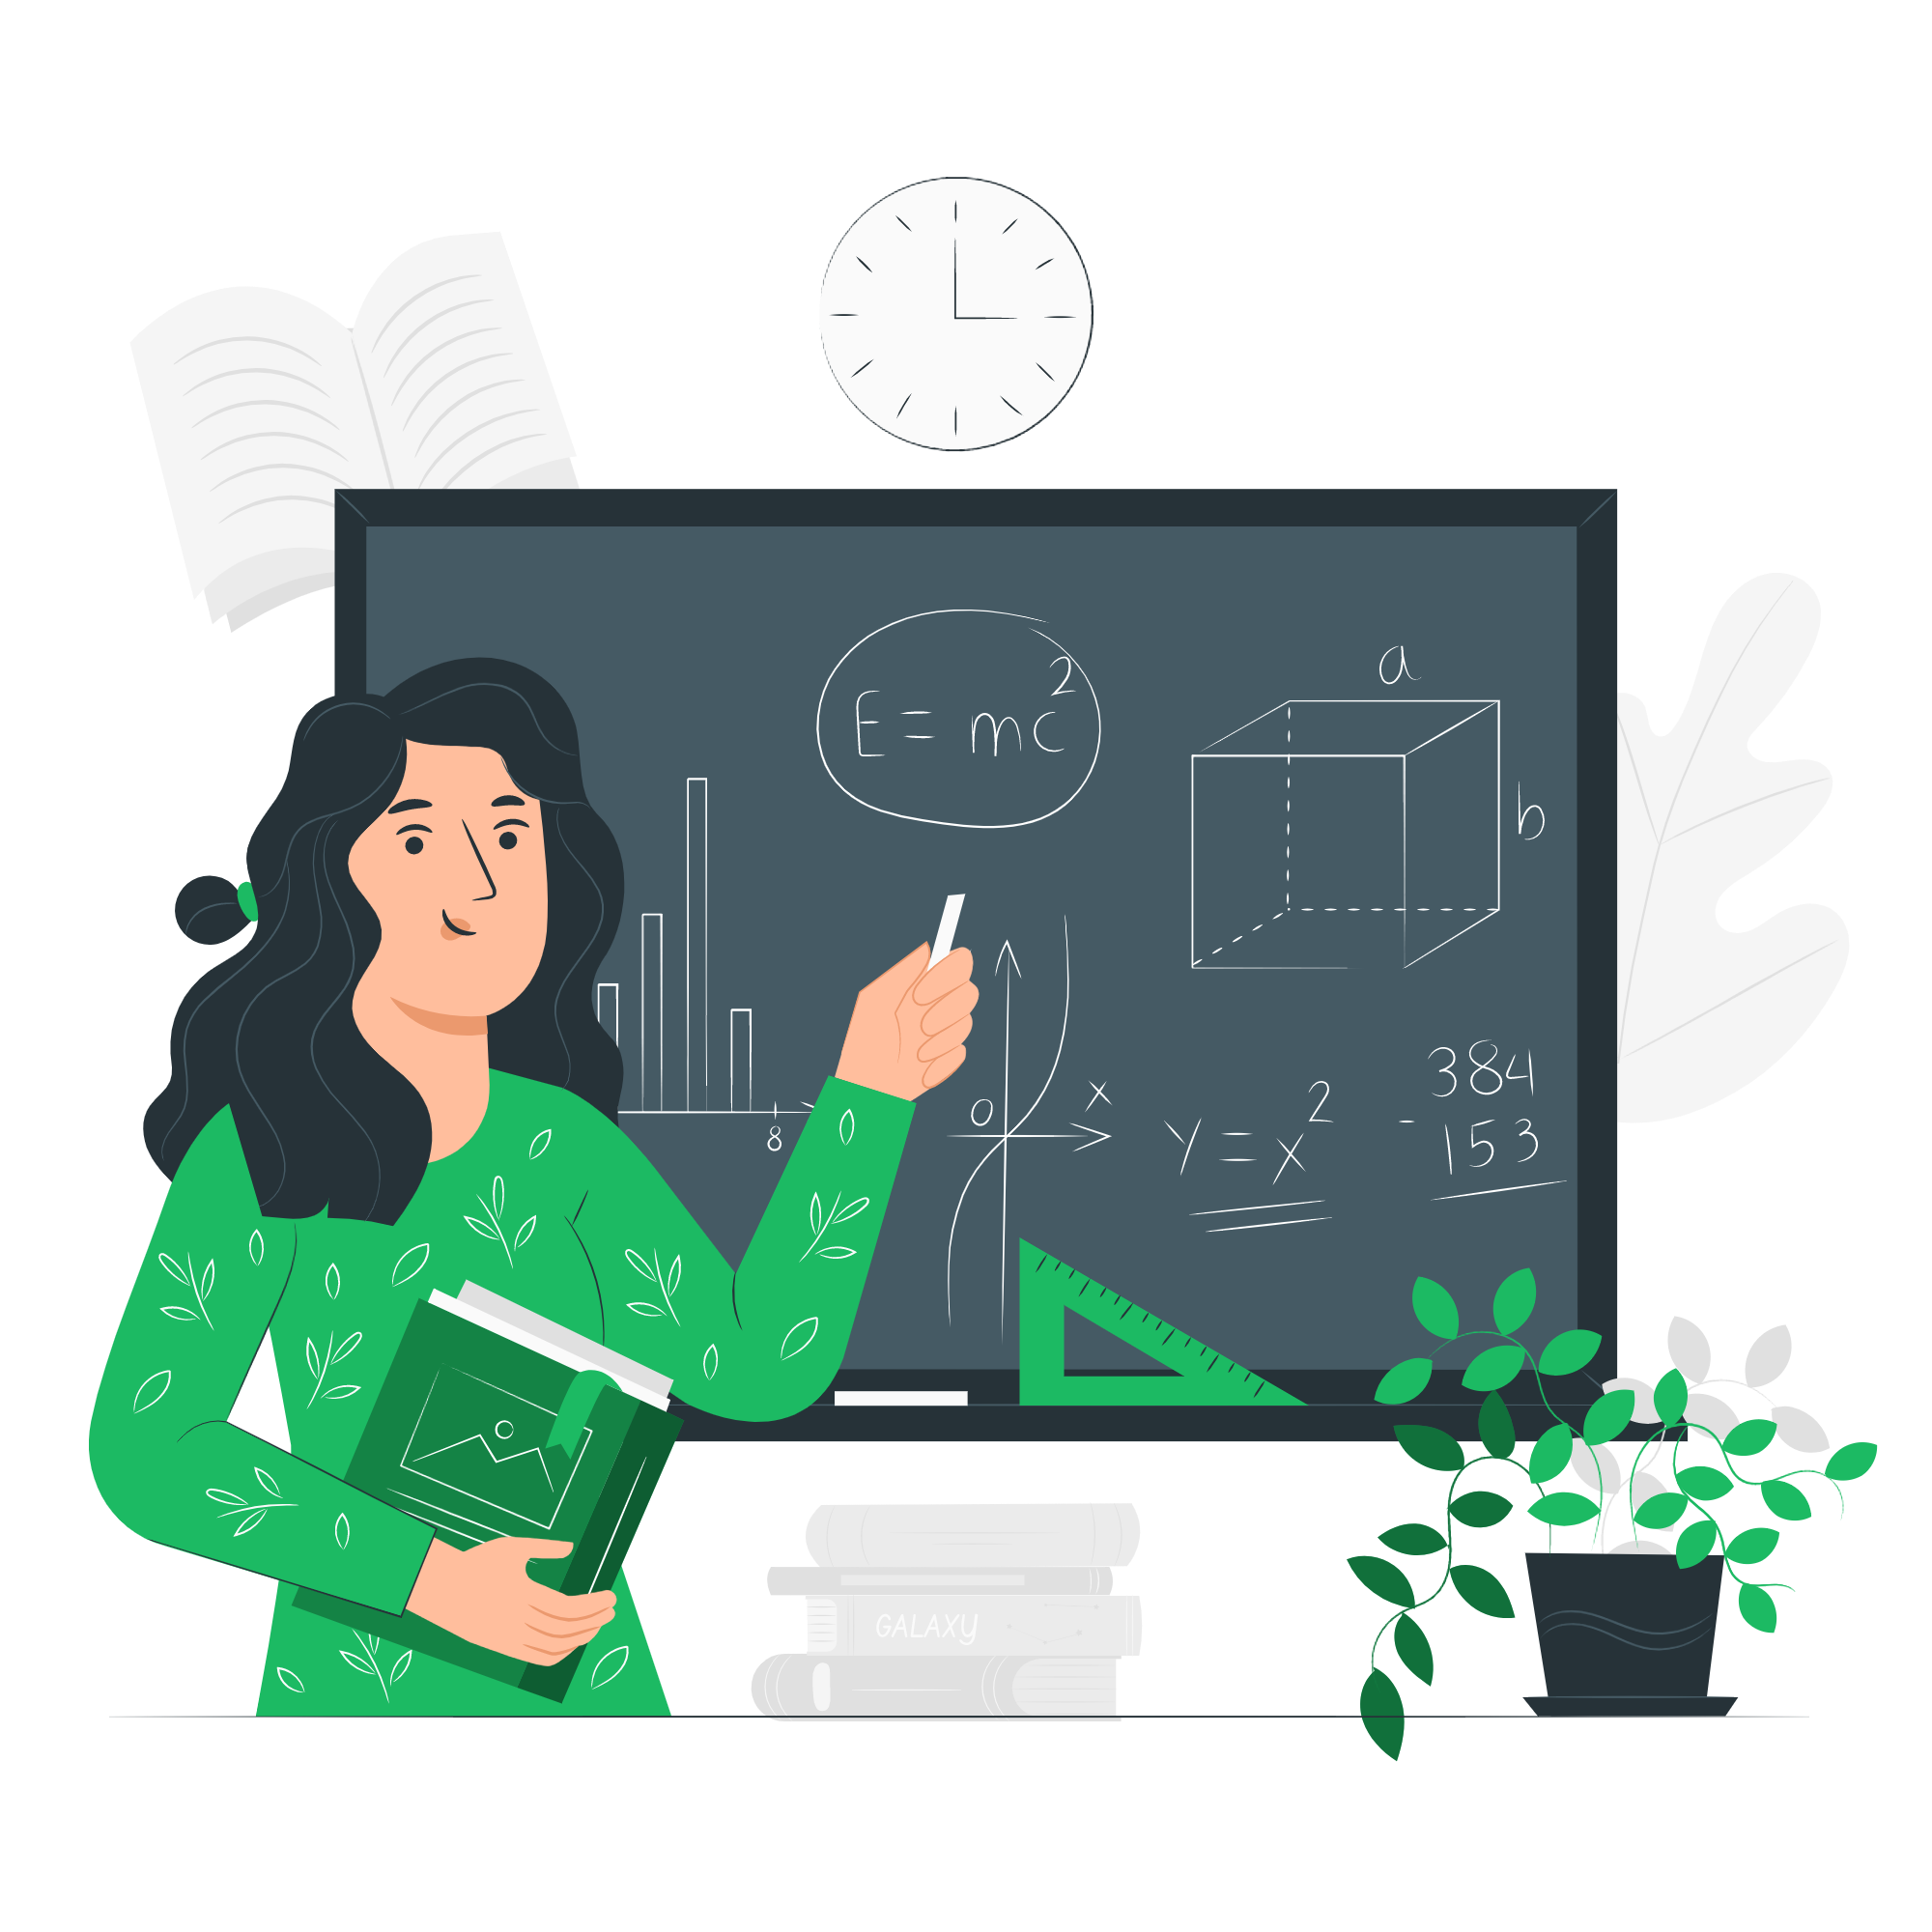 E = mc²
a
b
8
0
x
y = x²
384
- 153
GALAXY